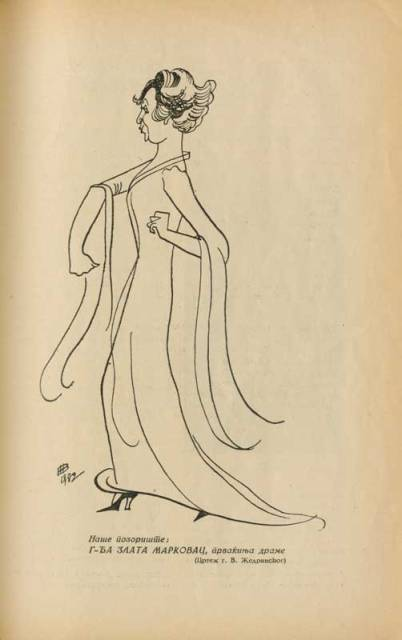 Наше позориште:
Г-ЂА ЗЛАТА МАРКОВАЦ, првакиња драме
(Цртеж г. В. Жедринског)